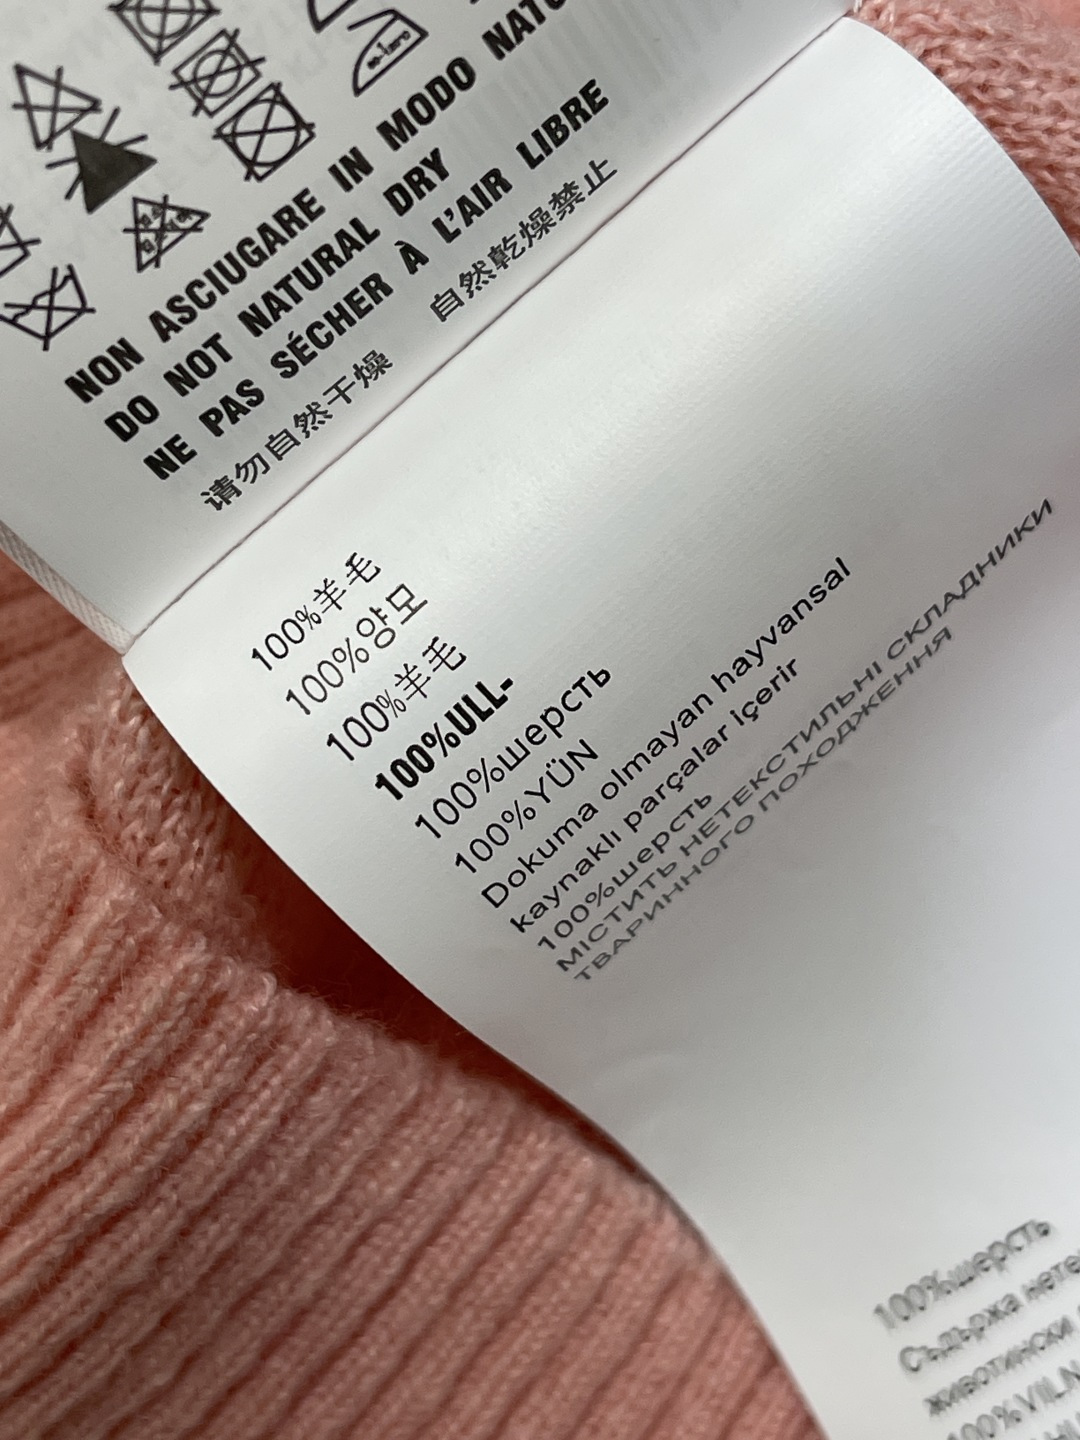 NON ASCIUGARE IN MODO
DO NOT NATURAL DRY
NE PAS SÉCHER À L'AIR LIBRE
请勿自然干燥 自然乾燥禁止
100%羊毛
100%양모
100%羊毛
100%ULL-
100%шерсть
100%YÜN
Dokuma olmayan hayvansal
kaynaklı parçalar içerir
100%шерсть
МІСТИТЬ НЕТЕКСТИЛЬНІ СКЛАДНИКИ
ТВАРИННОГО ПОХОДЖЕННЯ
100%шерсть
Съдържа
животински